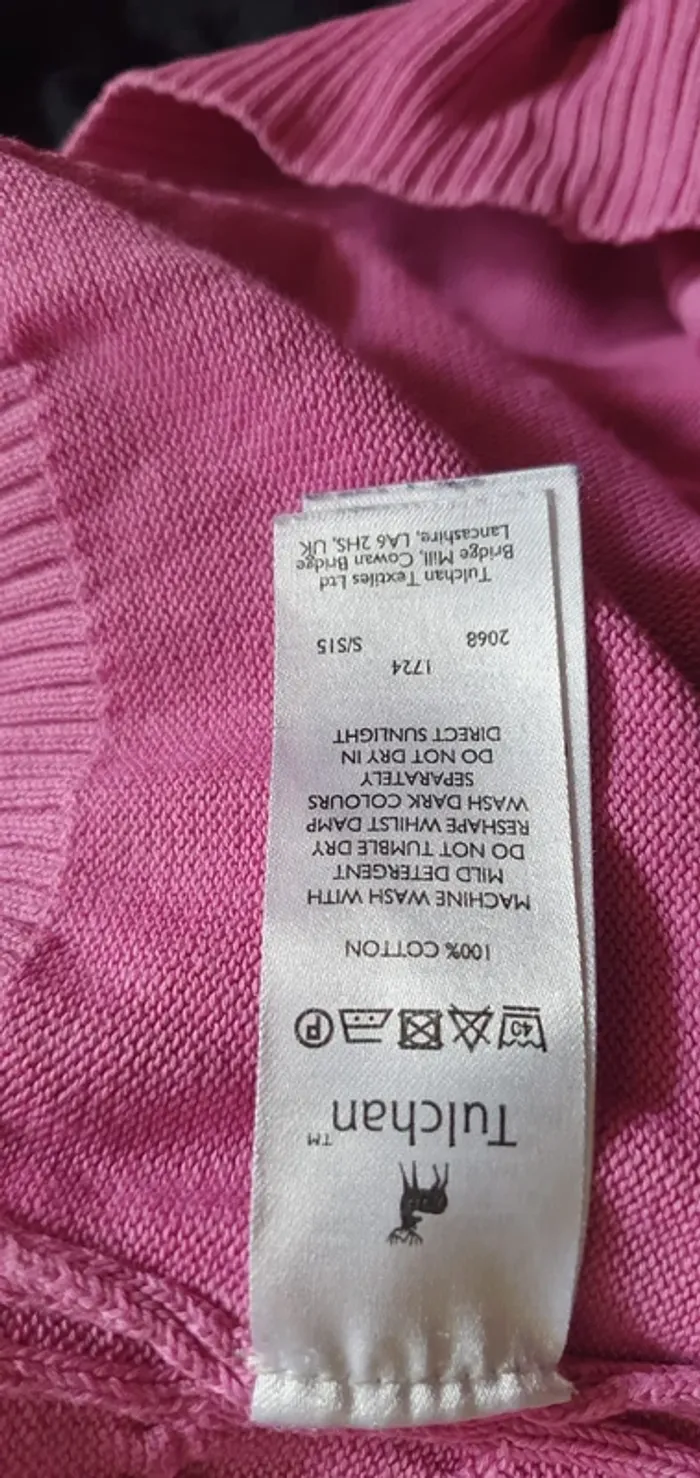 Tulchan™
40 P
100% COTTON
MACHINE WASH WITH
MILD DETERGENT
DO NOT TUMBLE DRY
RESHAPE WHILST DAMP
WASH DARK COLOURS
SEPARATELY
DO NOT DRY IN
DIRECT SUNLIGHT
1724
2068 S/S15
Tulchan Textiles Ltd
Bridge Mill, Cowan Bridge
Lancashire, LA6 2HS, UK